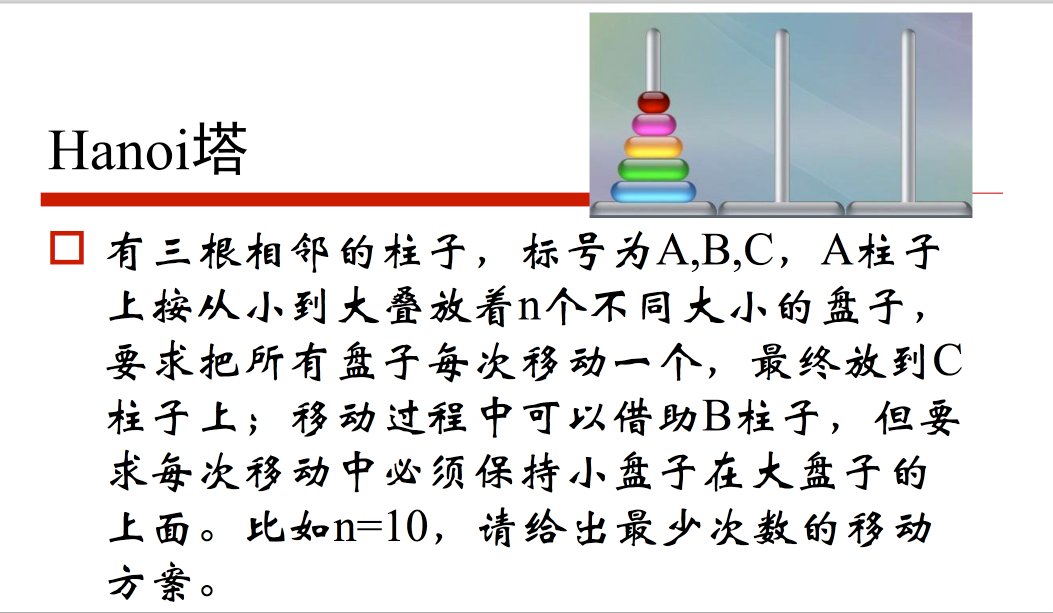 Hanoi塔
有三根相邻的柱子，标号为A,B,C，A柱子
上按从小到大叠放着n个不同大小的盘子，
要求把所有盘子每次移动一个，最终放到C
柱子上；移动过程中可以借助B柱子，但要
求每次移动中必须保持小盘子在大盘子的
上面。比如n=10，请给出最少次数的移动
方案。